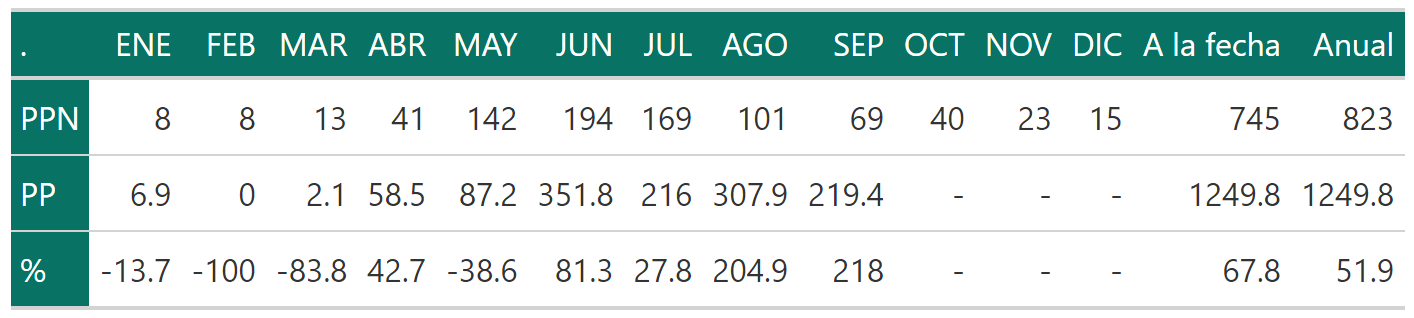 . ENE FEB MAR ABR MAY JUN JUL AGO SEP OCT NOV DIC A la fecha Anual
PPN 8 8 13 41 142 194 169 101 69 40 23 15 745 823
PP 6.9 0 2.1 58.5 87.2 351.8 216 307.9 219.4 - - - 1249.8 1249.8
% -13.7 -100 -83.8 42.7 -38.6 81.3 27.8 204.9 218 - - - 67.8 51.9